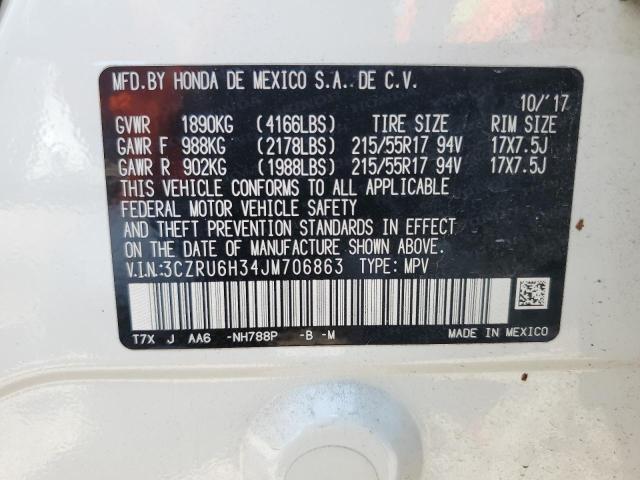 MFD.BY HONDA DE MEXICO S.A. DE C.V.
10/'17
GVWR 1890KG (4166LBS) TIRE SIZE RIM SIZE
GAWR F 988KG (2178LBS) 215/55R17 94V 17X7.5J
GAWR R 902KG (1988LBS) 215/55R17 94V 17X7.5J
THIS VEHICLE CONFORMS TO ALL APPLICABLE
FEDERAL MOTOR VEHICLE SAFETY
AND THEFT PREVENTION STANDARDS IN EFFECT
ON THE DATE OF MANUFACTURE SHOWN ABOVE.
V.I.N.:3CZRU6H34JM706863 TYPE: MPV
T7X J AA6 -NH788P -B -M MADE IN MEXICO